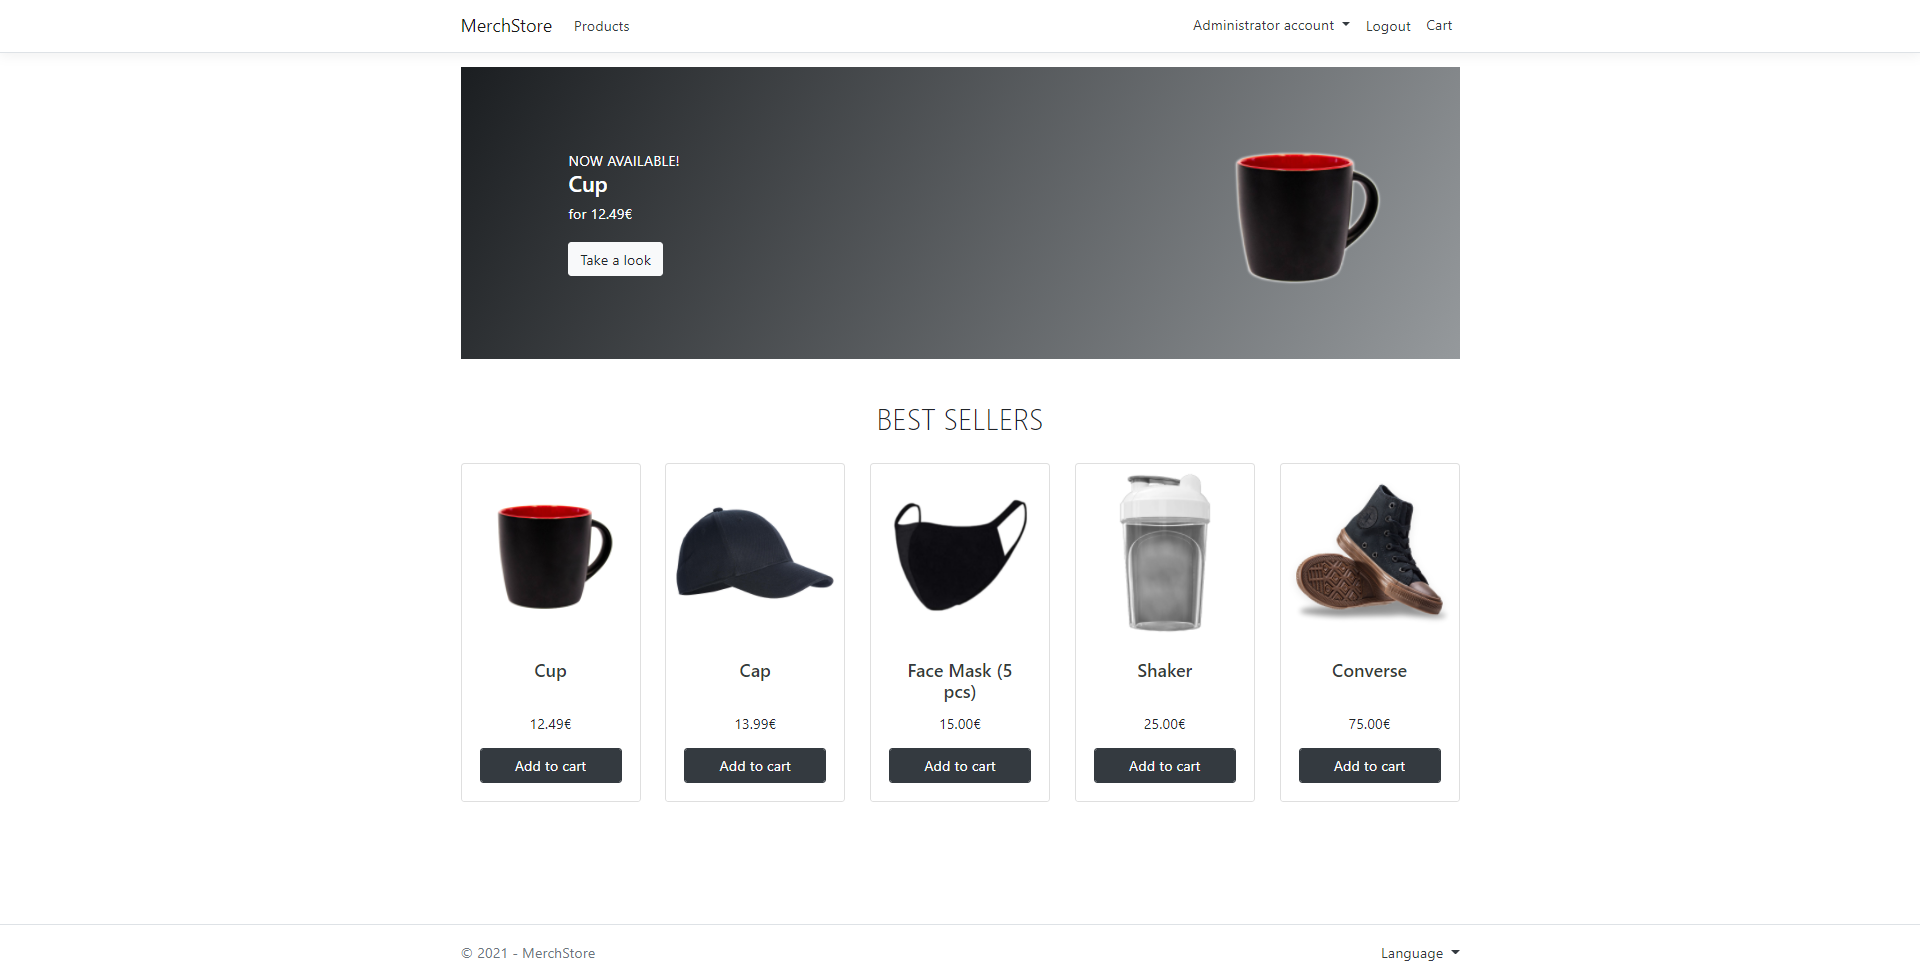 MerchStore Products Administrator account Logout Cart
NOW AVAILABLE!
Cup
for 12.49€
Take a look
BEST SELLERS
Cup
12.49€
Add to cart
Cap
13.99€
Add to cart
Face Mask (5
pcs)
15.00€
Add to cart
Shaker
25.00€
Add to cart
Converse
75.00€
Add to cart
© 2021 - MerchStore Language